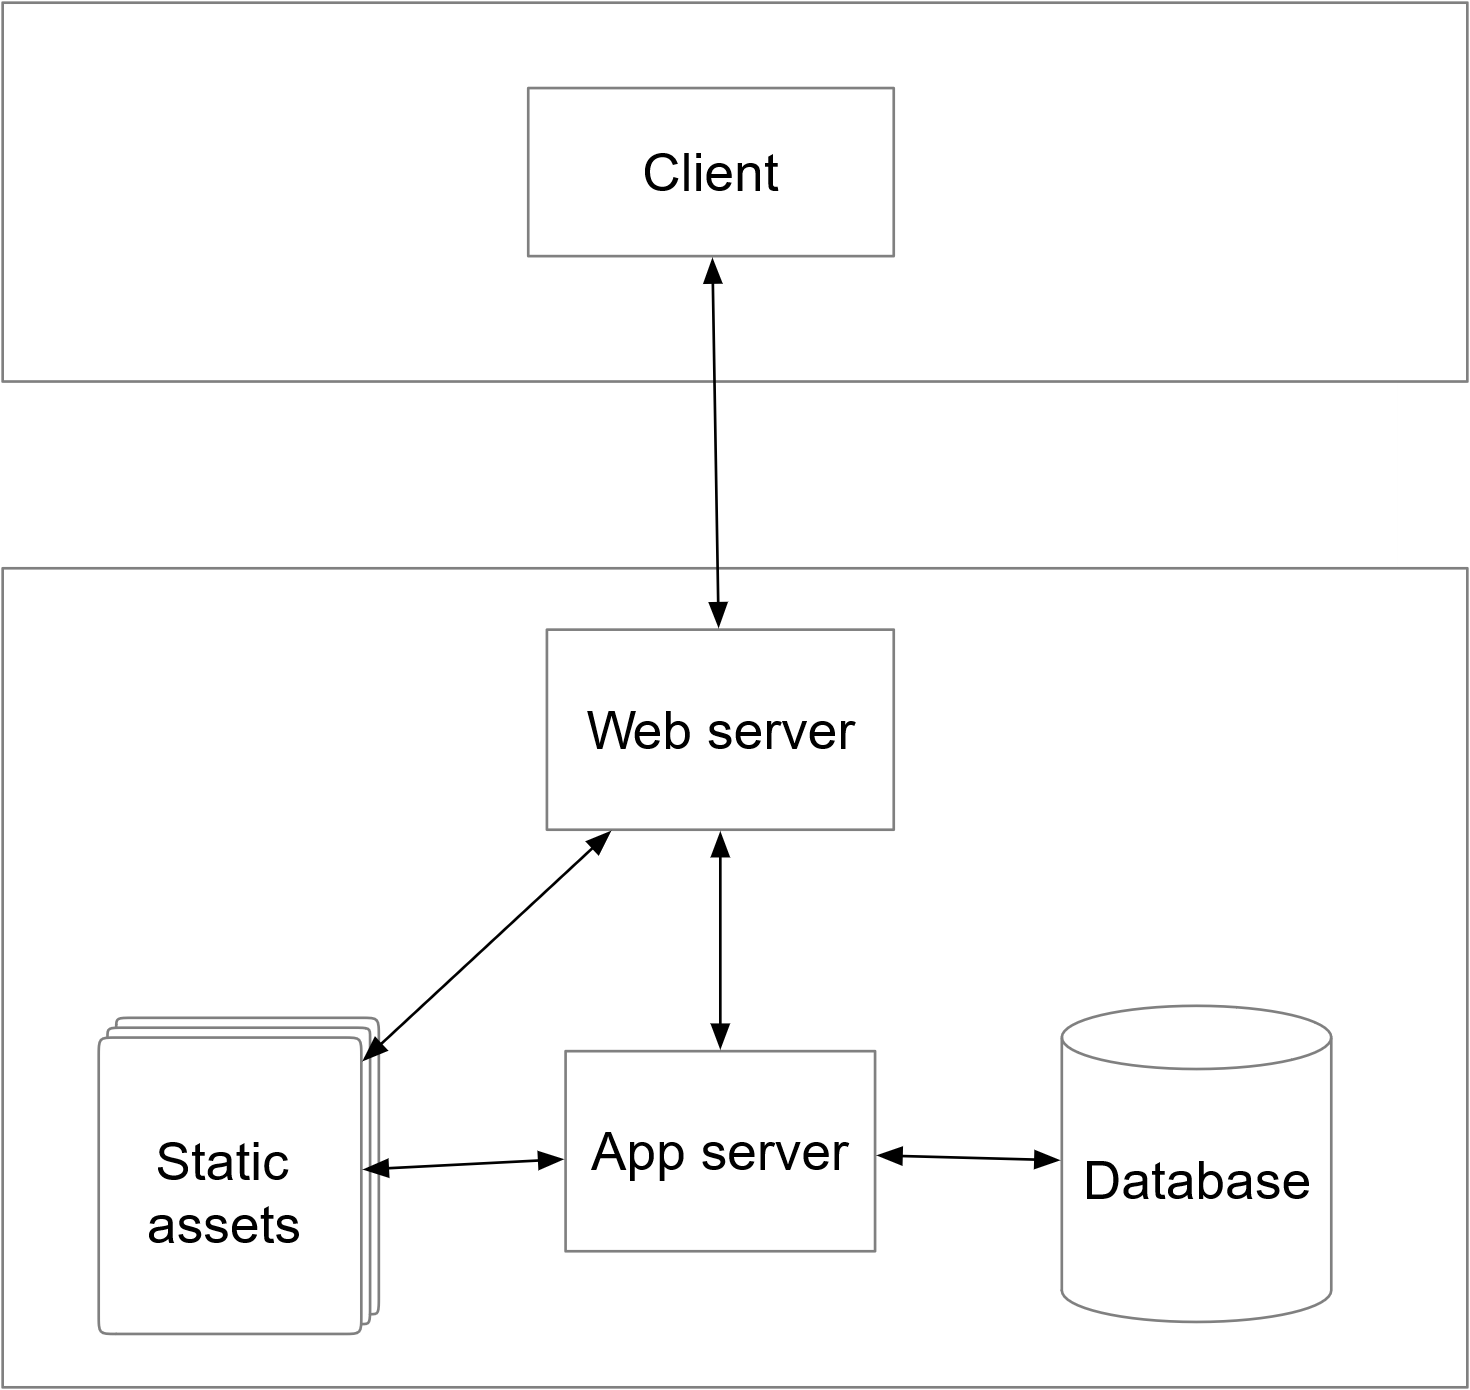 Client
Web server
Static
assets
App server
Database